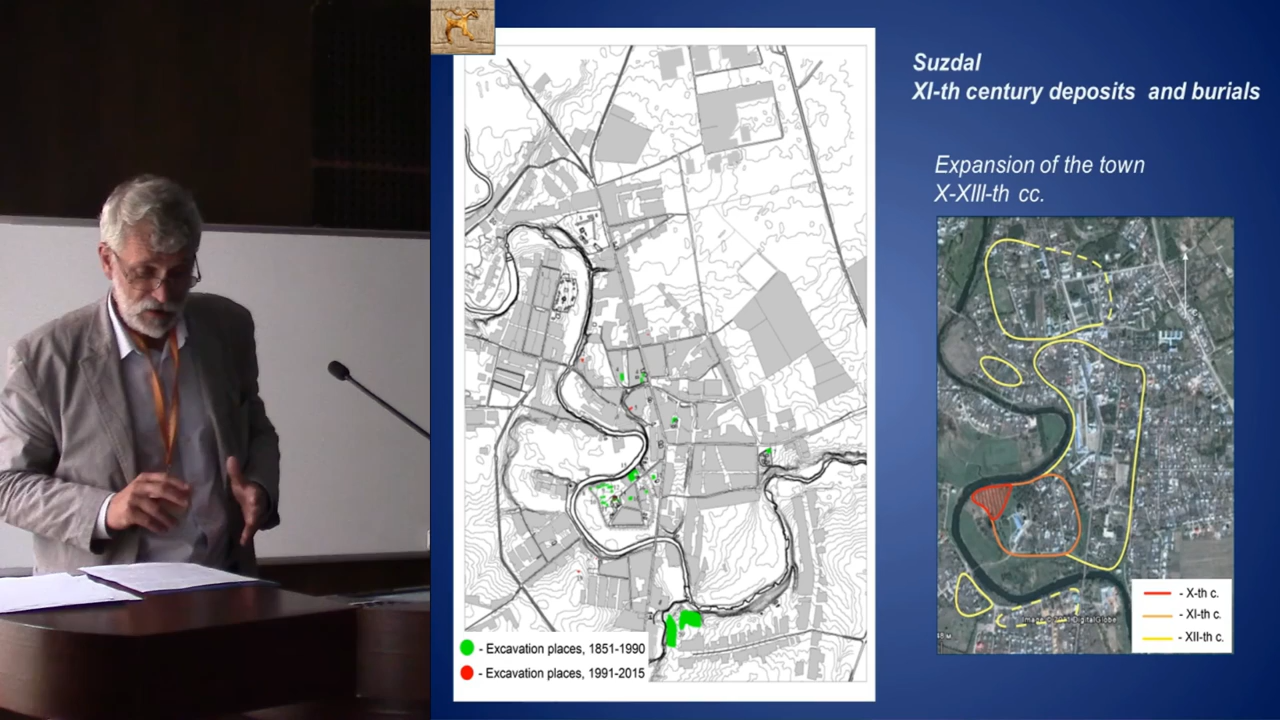 Suzdal
XI-th century deposits and burials
Expansion of the town
X-XIII-th cc.
- Excavation places, 1851-1990
- Excavation places, 1991-2015
- X-th c.
- XI-th c.
- XII-th c.